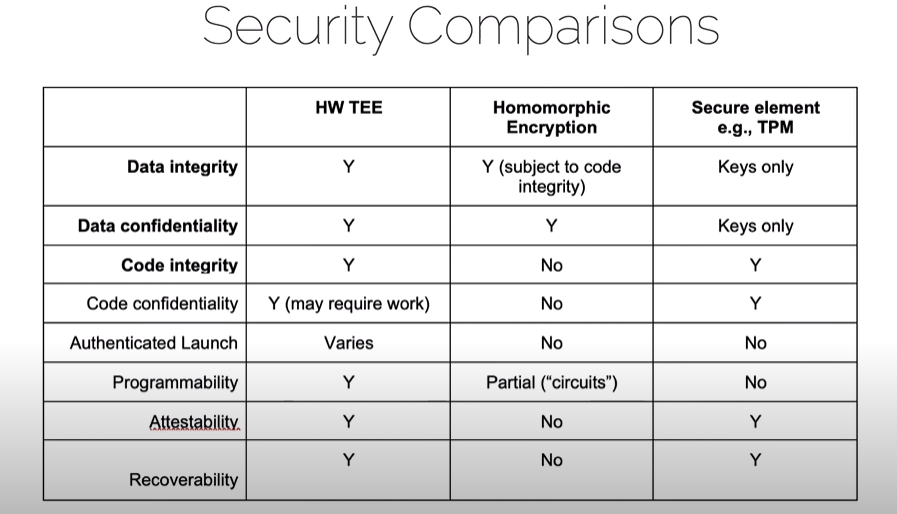 Security Comparisons
HW TEE
Homomorphic
Encryption
Secure element
e.g., TPM
Data integrity
Y
Y (subject to code
integrity)
Keys only
Data confidentiality
Y
Y
Keys only
Code integrity
Y
No
Y
Code confidentiality
Y (may require work)
No
Y
Authenticated Launch
Varies
No
No
Programmability
Y
Partial (“circuits”)
No
Attestability
Y
No
Y
Recoverability
Y
No
Y